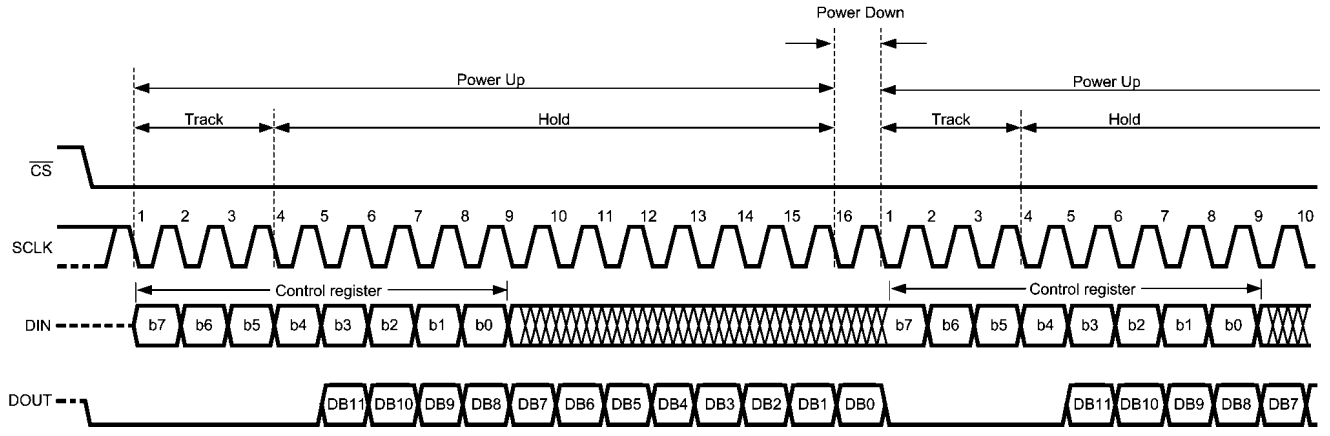 Power Down
Power Up
Power Up
Track
Hold
Track
Hold
CS
SCLK
1 2 3 4 5 6 7 8 9 10 11 12 13 14 15 16 1 2 3 4 5 6 7 8 9 10
Control register
Control register
DIN
b7 b6 b5 b4 b3 b2 b1 b0 b7 b6 b5 b4 b3 b2 b1 b0
DOUT
DB11 DB10 DB9 DB8 DB7 DB6 DB5 DB4 DB3 DB2 DB1 DB0 DB11 DB10 DB9 DB8 DB7